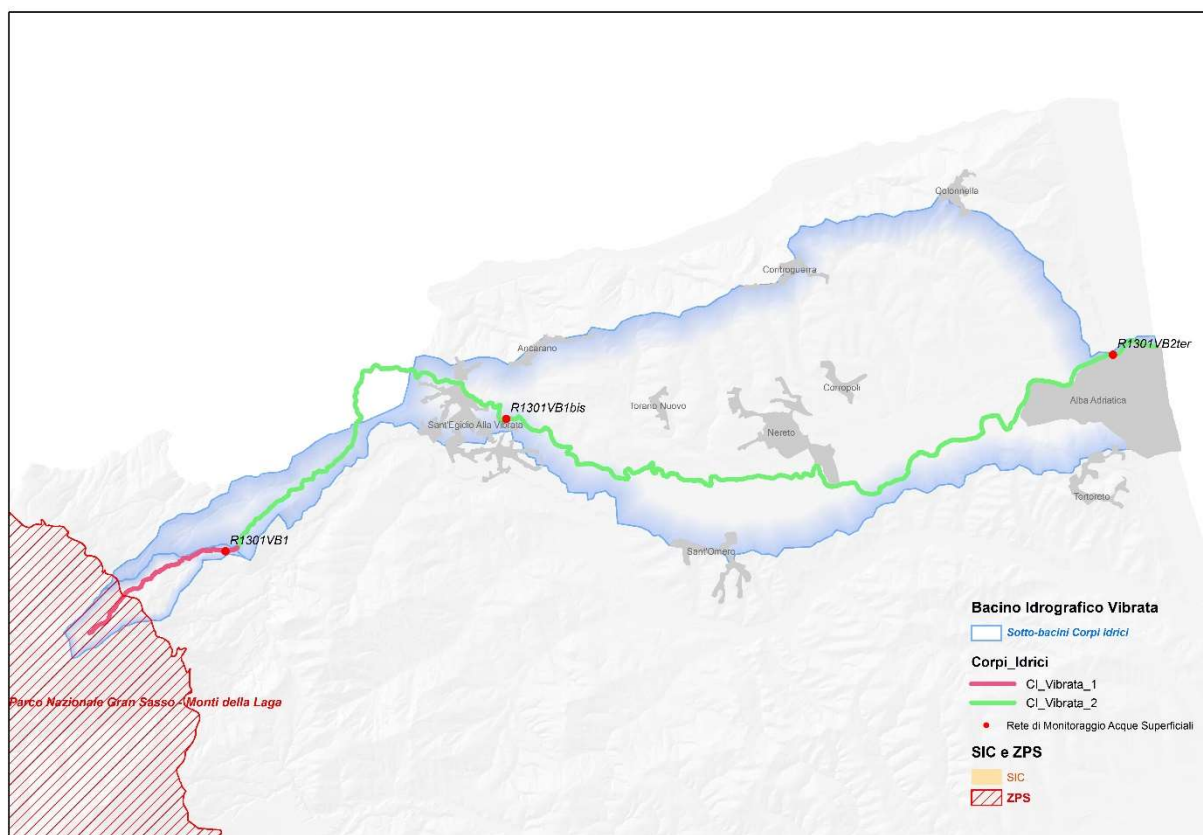 Colonnella
Controguerra
Ancarano
R1301VB2ter
Corropoli
Torano Nuovo
Alba Adriatica
R1301VB1bis
Sant'Egidio Alla Vibrata
Nereto
Tortoreto
R1301VB1
Sant'Omero
Bacino Idrografico Vibrata
Sotto-bacini Corpi idrici
Corpi_Idrici
CI_Vibrata_1
CI_Vibrata_2
Rete di Monitoraggio Acque Superficiali
SIC e ZPS
SIC
ZPS
Parco Nazionale Gran Sasso - Monti della Laga